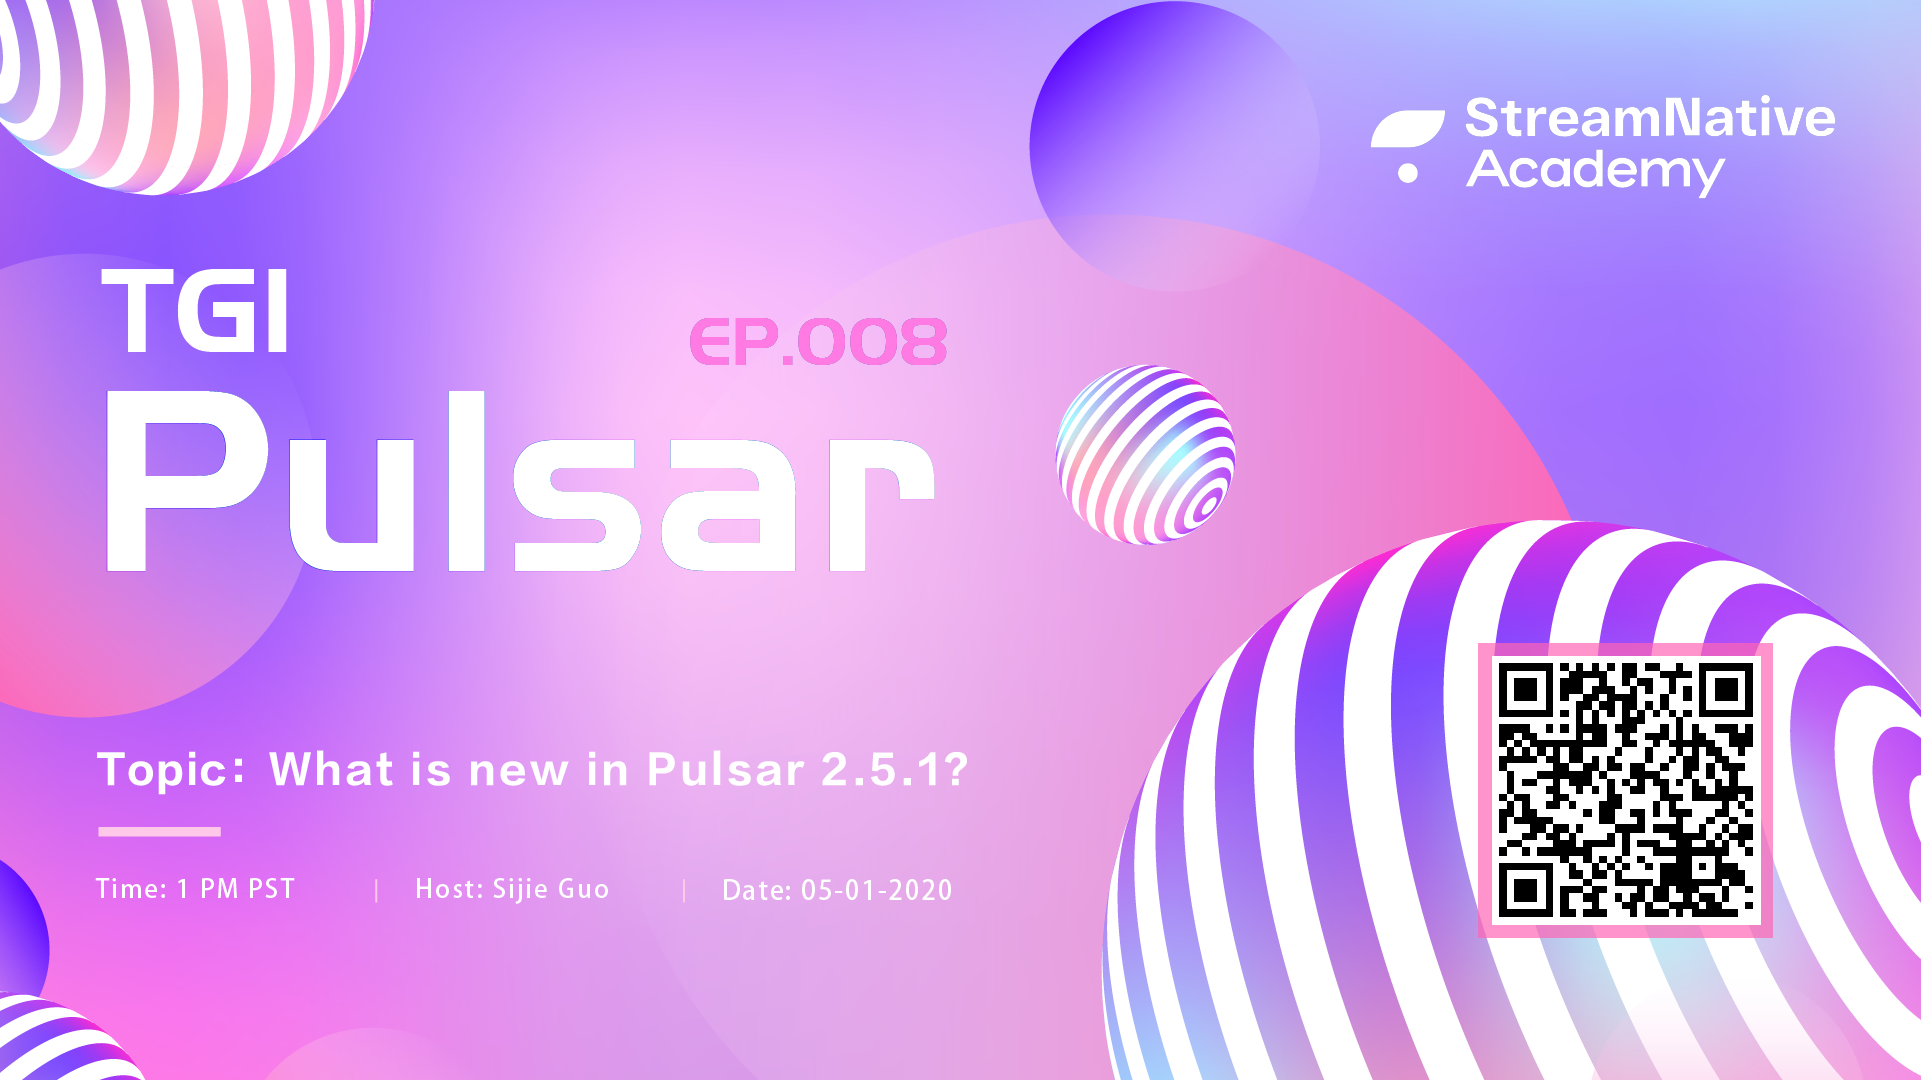 StreamNative
Academy
TGI
EP.008
Pulsar
Topic: What is new in Pulsar 2.5.1?
Time: 1 PM PST | Host: Sijie Guo | Date: 05-01-2020